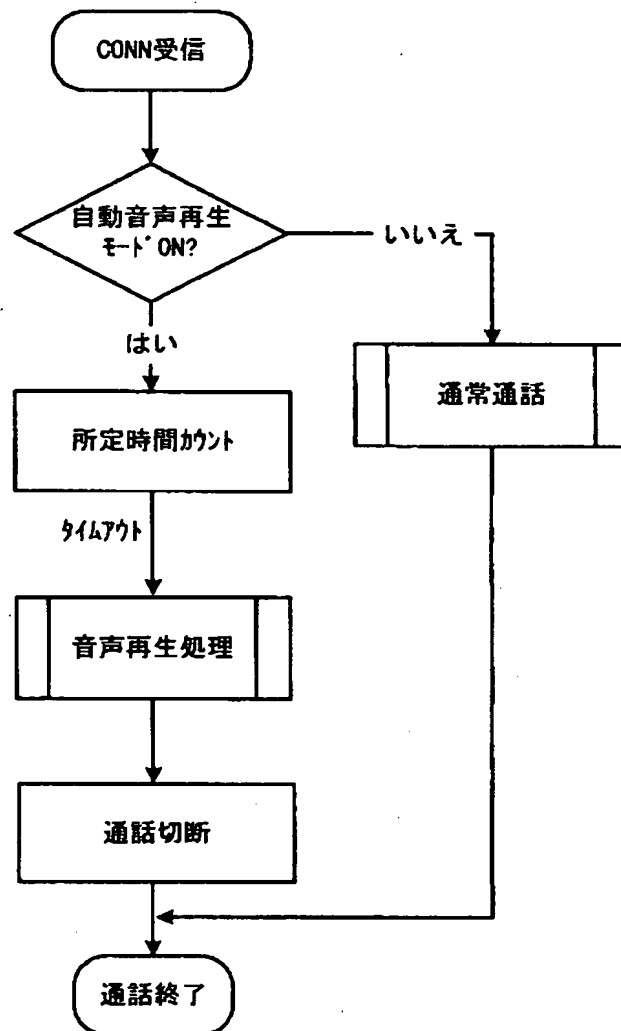 CONN受信
自動音声再生
ﾓｰﾄﾞON?
いいえ
はい
通常通話
所定時間ｶｳﾝﾄ
ﾀｲﾑｱｳﾄ
音声再生処理
通話切断
通話終了